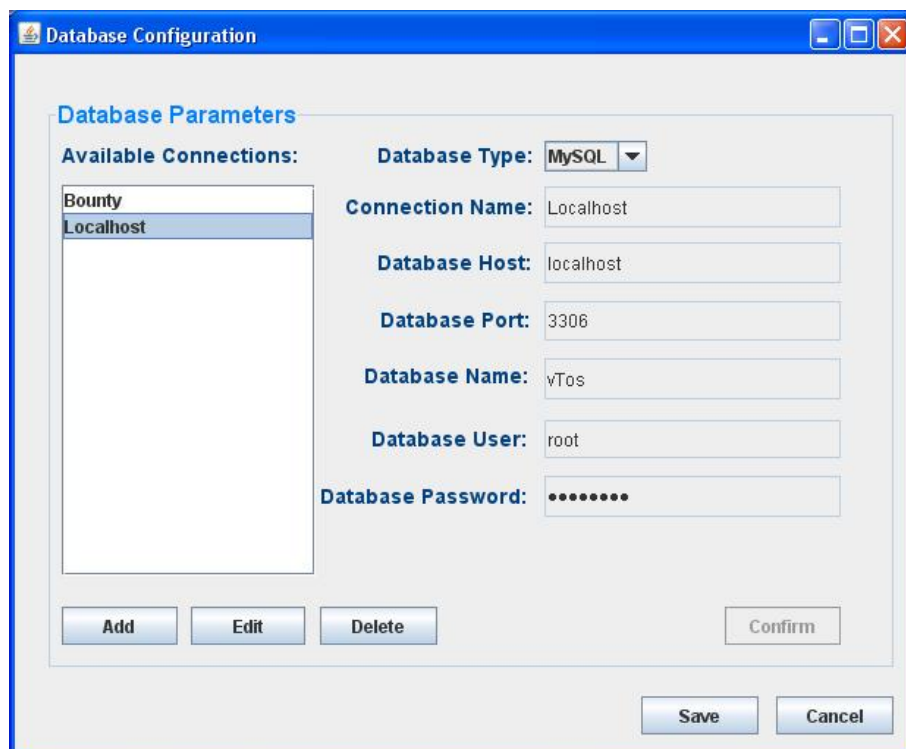 Database Configuration
Database Parameters
Available Connections:
Bounty
Localhost
Database Type: MySQL
Connection Name: Localhost
Database Host: localhost
Database Port: 3306
Database Name: vTos
Database User: root
Database Password: ••••••••
Add Edit Delete Confirm
Save Cancel